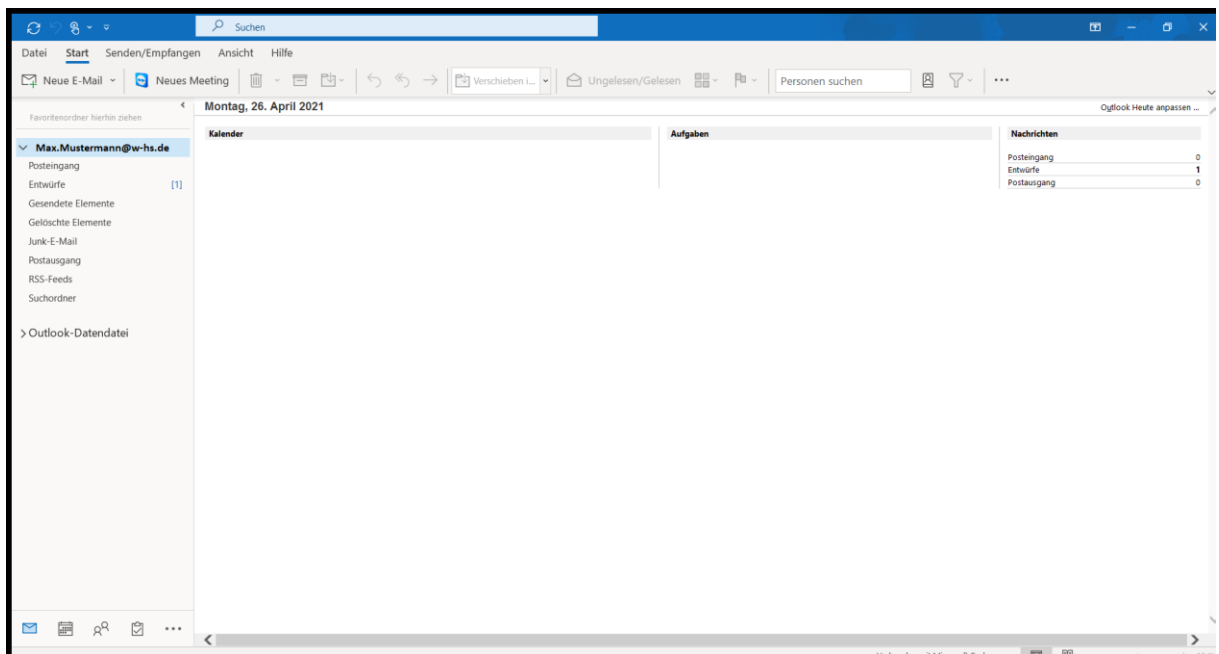 Suchen
Datei Start Senden/Empfangen Ansicht Hilfe
Neue E-Mail Neues Meeting Verschieben i... Ungelesen/Gelesen Personen suchen
Favoritenordner hierhin ziehen
Montag, 26. April 2021 Outlook Heute anpassen ...
Kalender Aufgaben Nachrichten
Max.Mustermann@w-hs.de
Posteingang 0
Entwürfe 1
Postausgang 0
Posteingang
Entwürfe [1]
Gesendete Elemente
Gelöschte Elemente
Junk-E-Mail
Postausgang
RSS-Feeds
Suchordner
Outlook-Datendatei